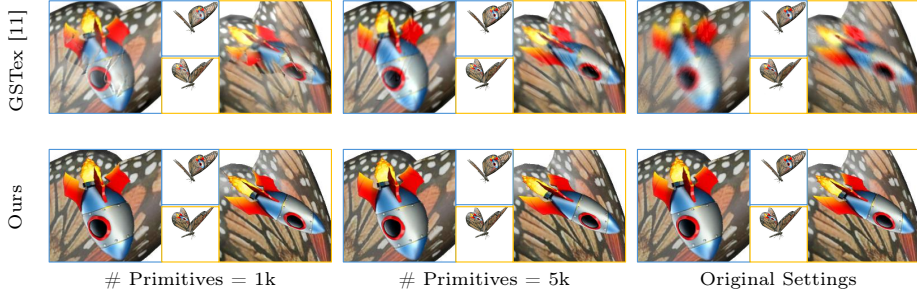 GSTex [11]
Ours
# Primitives = 1k
# Primitives = 5k
Original Settings